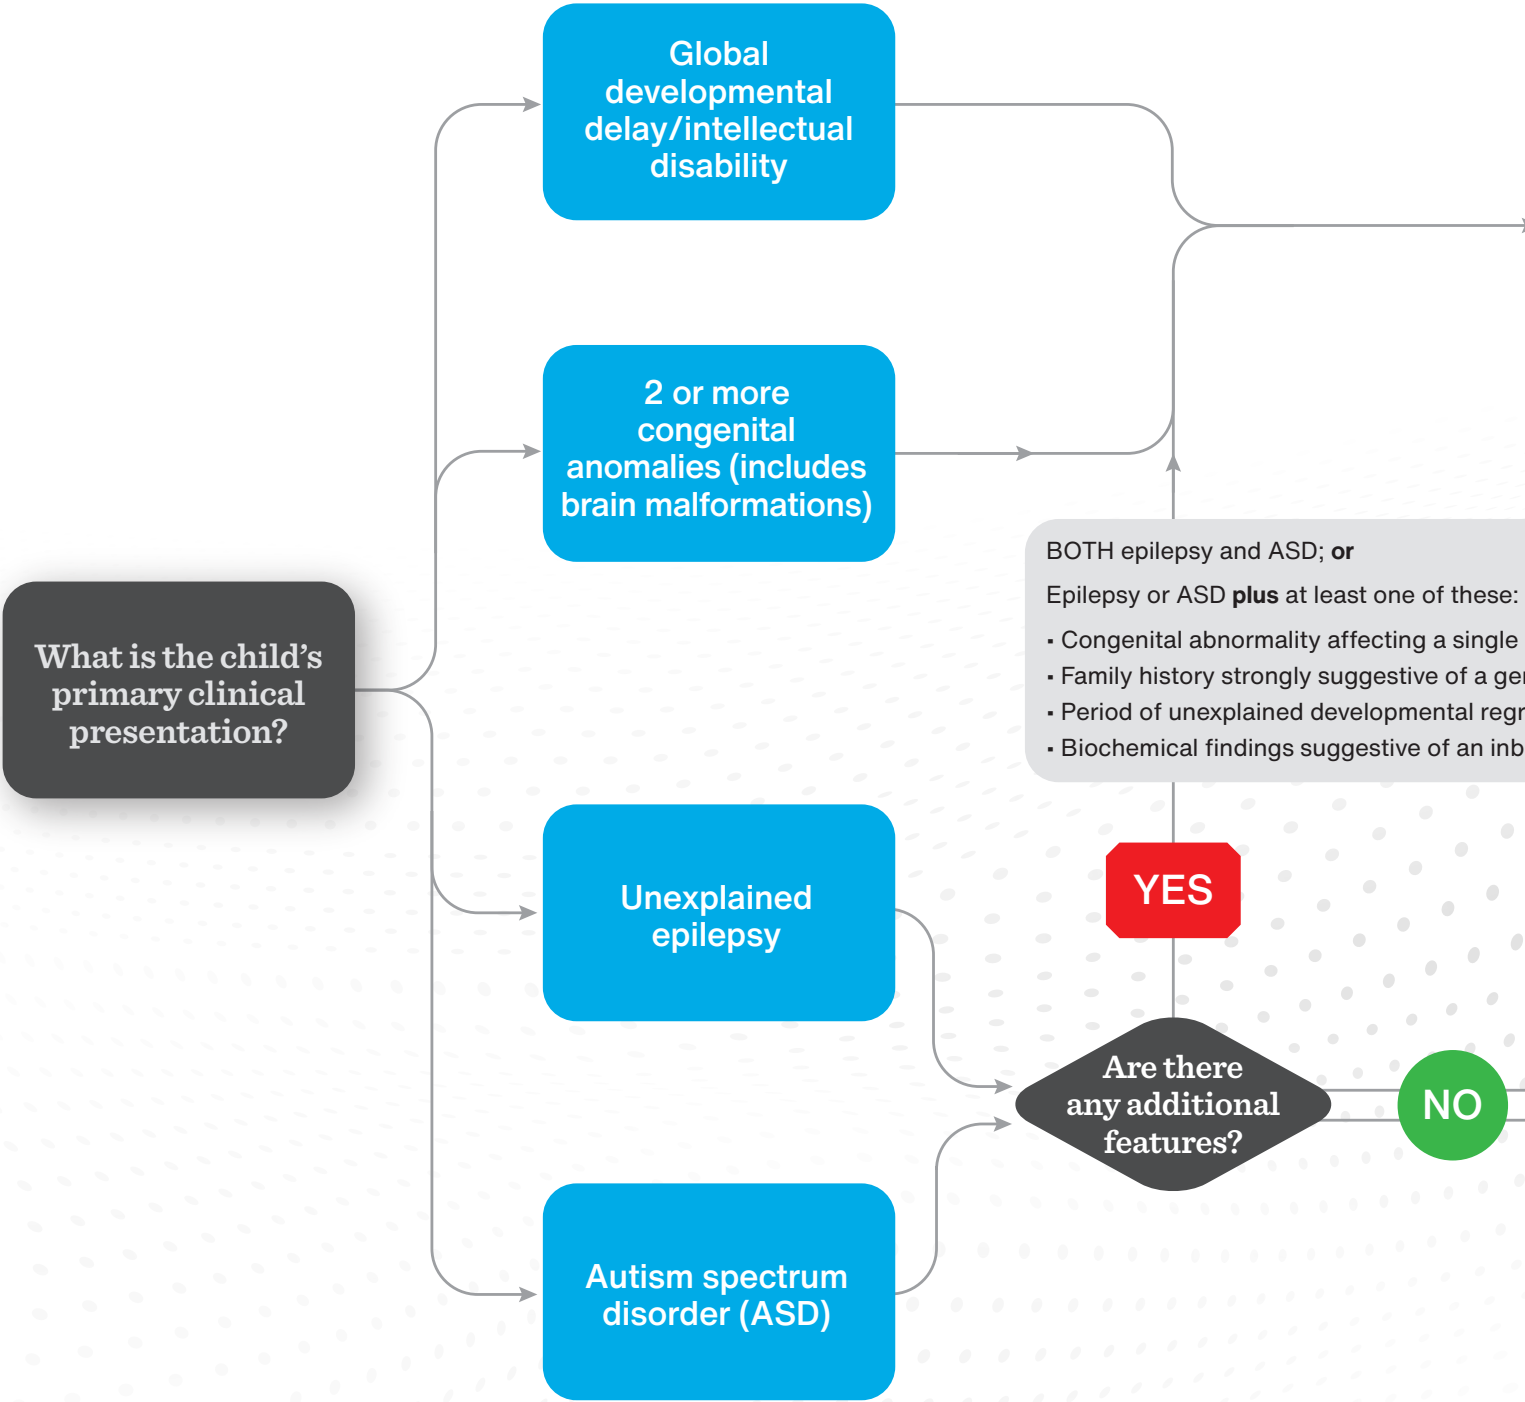 Global
developmental
delay/intellectual
disability
2 or more
congenital
anomalies (includes
brain malformations)
What is the child’s
primary clinical
presentation?
BOTH epilepsy and ASD; or
Epilepsy or ASD plus at least one of these:
▪ Congenital abnormality affecting a single
▪ Family history strongly suggestive of a
▪ Period of unexplained developmental
▪ Biochemical findings suggestive of an
YES
Unexplained
epilepsy
Are there
any additional
features?
NO
Autism spectrum
disorder (ASD)